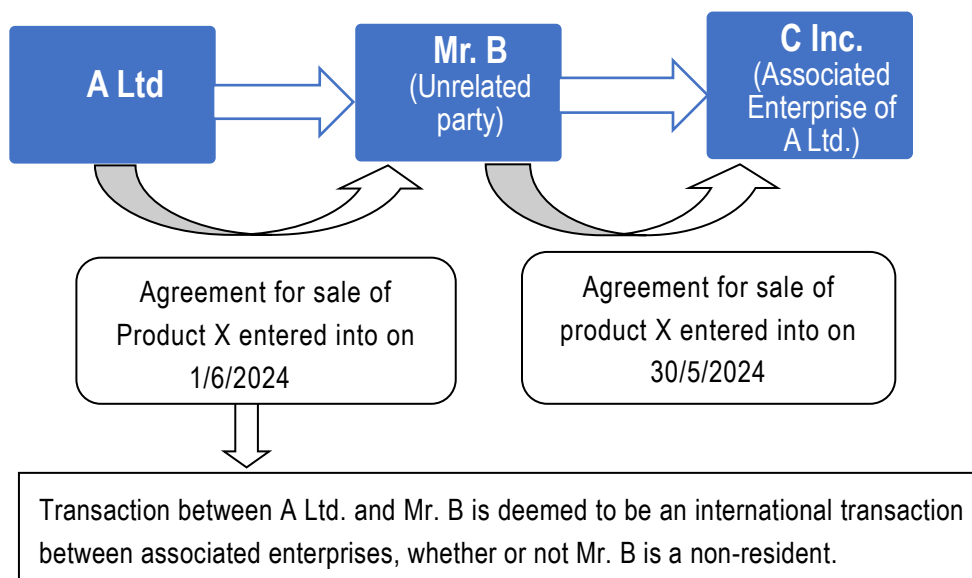 A Ltd
Mr. B
(Unrelated
party)
C Inc.
(Associated
Enterprise of
A Ltd.)
Agreement for sale of
Product X entered into on
1/6/2024
Agreement for sale of
product X entered into on
30/5/2024
Transaction between A Ltd. and Mr. B is deemed to be an international transaction
between associated enterprises, whether or not Mr. B is a non-resident.